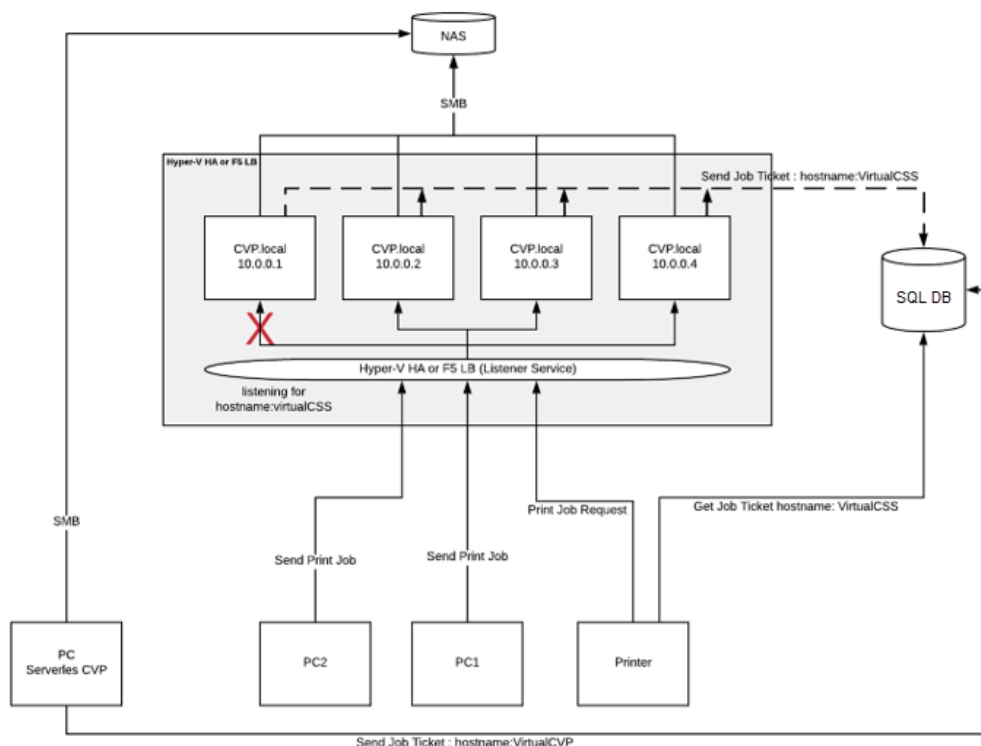 NAS
SMB
Hyper-V HA or F5 LB
Send Job Ticket : hostname:VirtualCSS
CVP.local
10.0.0.1
CVP.local
10.0.0.2
CVP.local
10.0.0.3
CVP.local
10.0.0.4
SQL DB
X
Hyper-V HA or F5 LB (Listener Service)
listening for
hostname:virtualCSS
Print Job Request
Get Job Ticket hostname: VirtualCSS
SMB
Send Print Job
Send Print Job
PC
Serverles CVP
PC2
PC1
Printer
Send Job Ticket : hostname:VirtualCVP